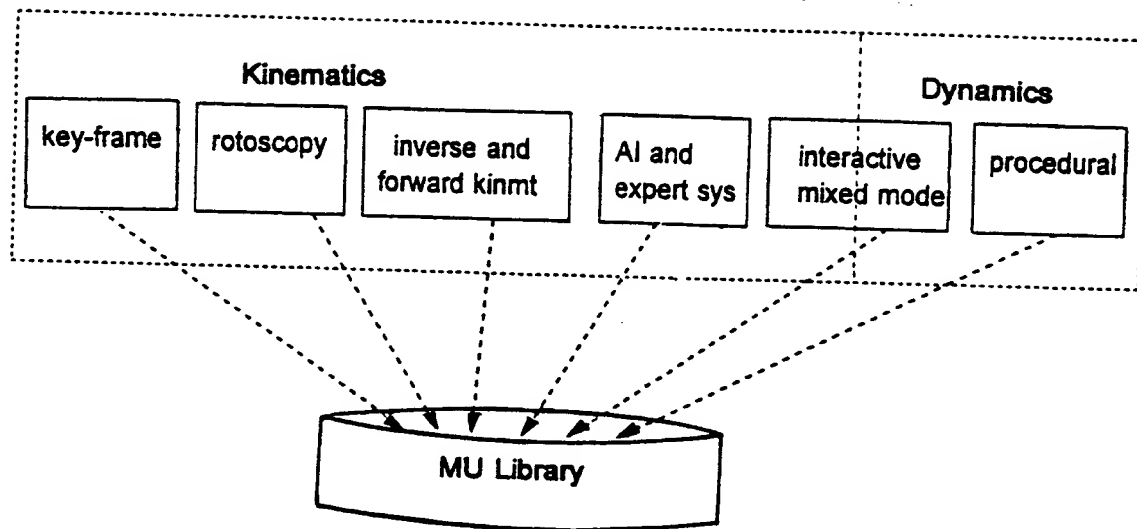 Kinematics
Dynamics
key-frame
rotoscopy
inverse and
forward kinmt
AI and
expert sys
interactive
mixed mode
procedural
MU Library